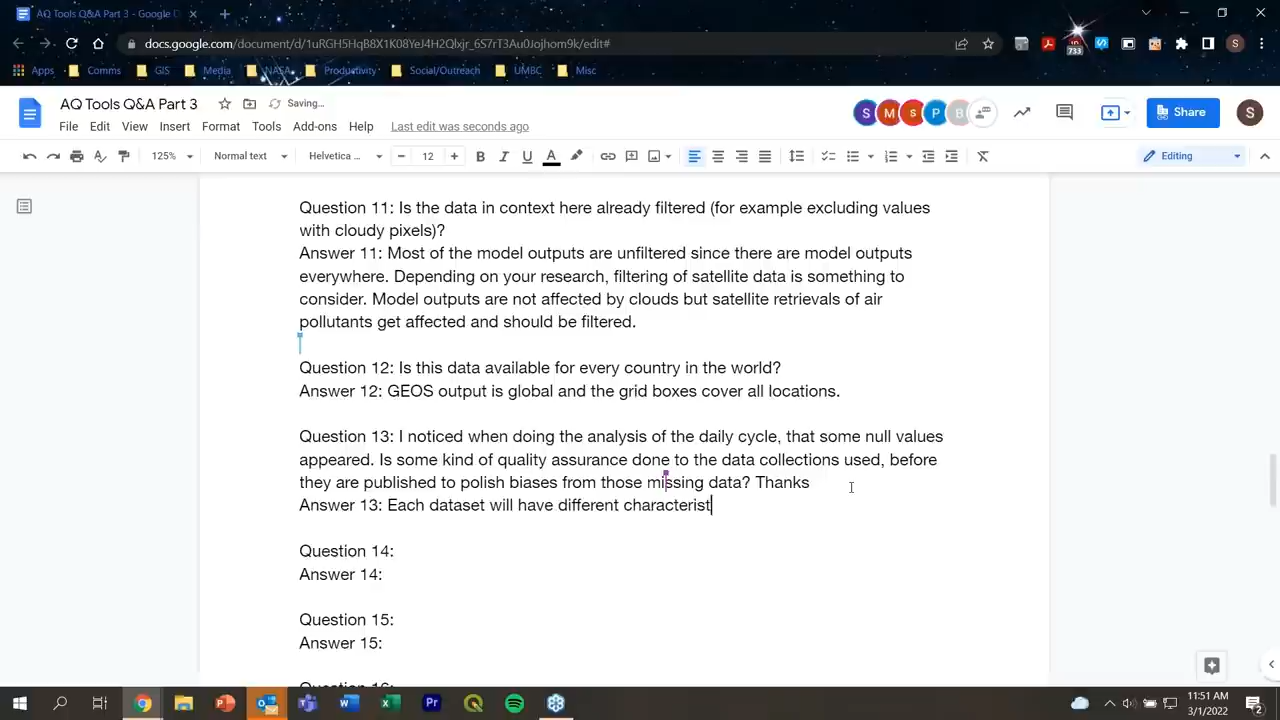 AQ Tools Q&A Part 3 - Google D
docs.google.com/document/d/1uRGH5HqB8X1K08YeJ4H2Qlxjr_6S7rT3Au0Jojhom9k/edit#
733
S
Apps Comms GIS Media NASA Productivity Social/Outreach UMBC Misc
AQ Tools Q&A Part 3
Saving…
S M S P B
Share
S
File Edit View Insert Format Tools Add-ons Help Last edit was seconds ago
125% Normal text Helvetica ... 12 B I U A Editing
Question 11: Is the data in context here already filtered (for example excluding values
with cloudy pixels)?
Answer 11: Most of the model outputs are unfiltered since there are model outputs
everywhere. Depending on your research, filtering of satellite data is something to
consider. Model outputs are not affected by clouds but satellite retrievals of air
pollutants get affected and should be filtered.
Question 12: Is this data available for every country in the world?
Answer 12: GEOS output is global and the grid boxes cover all locations.
Question 13: I noticed when doing the analysis of the daily cycle, that some null values
appeared. Is some kind of quality assurance done to the data collections used, before
they are published to polish biases from those missing data? Thanks
Answer 13: Each dataset will have different characterist
Question 14:
Answer 14:
Question 15:
Answer 15:
11:51 AM
3/1/2022
2